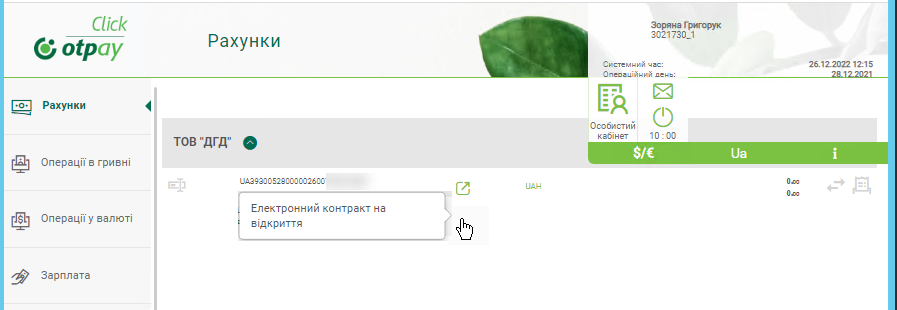 Click
otpay
Рахунки
Зоряна Григорук
3021730_1
Системний час: 26.12.2022 12:15
Операційний день: 28.12.2021
Рахунки
Особистий кабінет
10 : 00
$/€ Ua i
ТОВ "ДГД"
Операції в гривні
UA39300528000002600
UAH
0.00
0.00
Електронний контракт на
відкриття
Операції у валюті
Зарплата